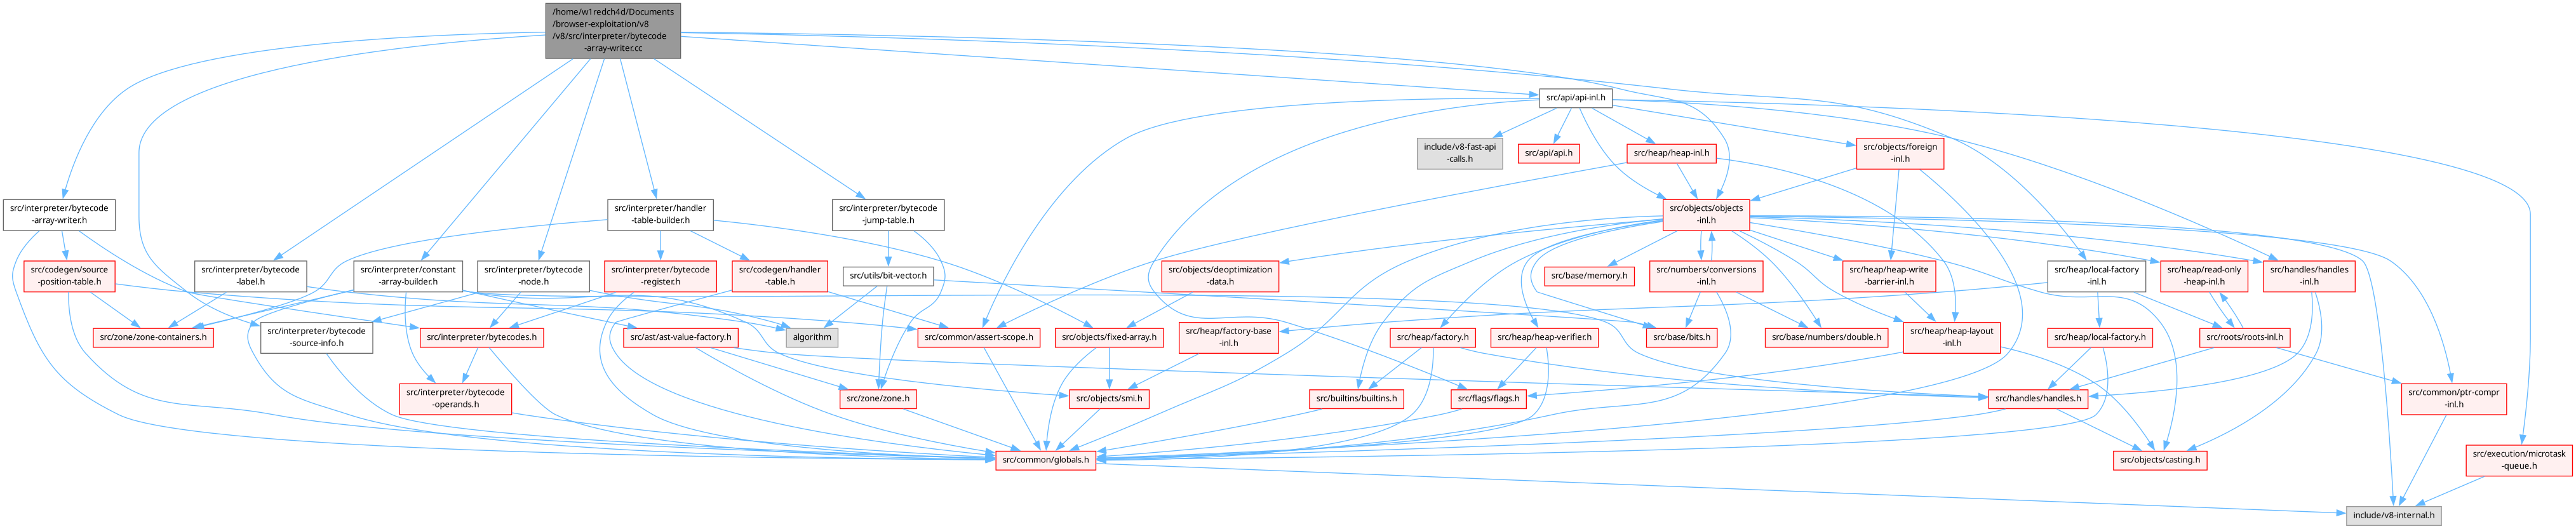 /home/w1redch4d/Documents
/browser-exploitation/v8
/v8/src/interpreter/bytecode
-array-writer.cc
src/api/api-inl.h
include/v8-fast-api
-calls.h
src/api/api.h
src/heap/heap-inl.h
src/objects/foreign
-inl.h
src/interpreter/bytecode
-array-writer.h
src/interpreter/handler
-table-builder.h
src/interpreter/bytecode
-jump-table.h
src/objects/objects
-inl.h
src/codegen/source
-position-table.h
src/interpreter/bytecode
-label.h
src/interpreter/constant
-array-builder.h
src/interpreter/bytecode
-node.h
src/interpreter/bytecode
-register.h
src/codegen/handler
-table.h
src/utils/bit-vector.h
src/objects/deoptimization
-data.h
src/base/memory.h
src/numbers/conversions
-inl.h
src/heap/heap-write
-barrier-inl.h
src/heap/local-factory
-inl.h
src/heap/read-only
-heap-inl.h
src/handles/handles
-inl.h
src/zone/zone-containers.h
src/interpreter/bytecode
-source-info.h
src/interpreter/bytecodes.h
src/ast/ast-value-factory.h
algorithm
src/common/assert-scope.h
src/objects/fixed-array.h
src/heap/factory-base
-inl.h
src/heap/factory.h
src/heap/heap-verifier.h
src/base/bits.h
src/base/numbers/double.h
src/heap/heap-layout
-inl.h
src/heap/local-factory.h
src/roots/roots-inl.h
src/interpreter/bytecode
-operands.h
src/zone/zone.h
src/objects/smi.h
src/builtins/builtins.h
src/flags/flags.h
src/handles/handles.h
src/common/ptr-compr
-inl.h
src/common/globals.h
src/objects/casting.h
src/execution/microtask
-queue.h
include/v8-internal.h